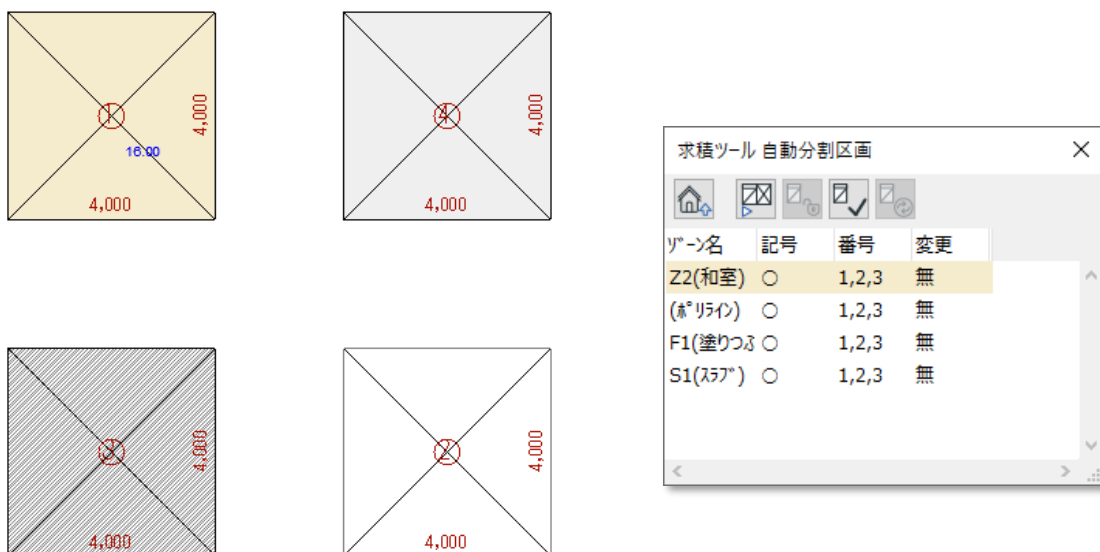 ①
4,000
16.00
4,000
④
4,000
4,000
③
4,000
4,000
②
4,000
4,000
求積ツール 自動分割区画
ｿﾞｰﾝ名 記号 番号 変更
Z2(和室) ○ 1,2,3 無
(ﾎﾟﾘﾗｲﾝ) ○ 1,2,3 無
F1(塗りつぶ ○ 1,2,3 無
S1(ｽﾗﾌﾞ) ○ 1,2,3 無